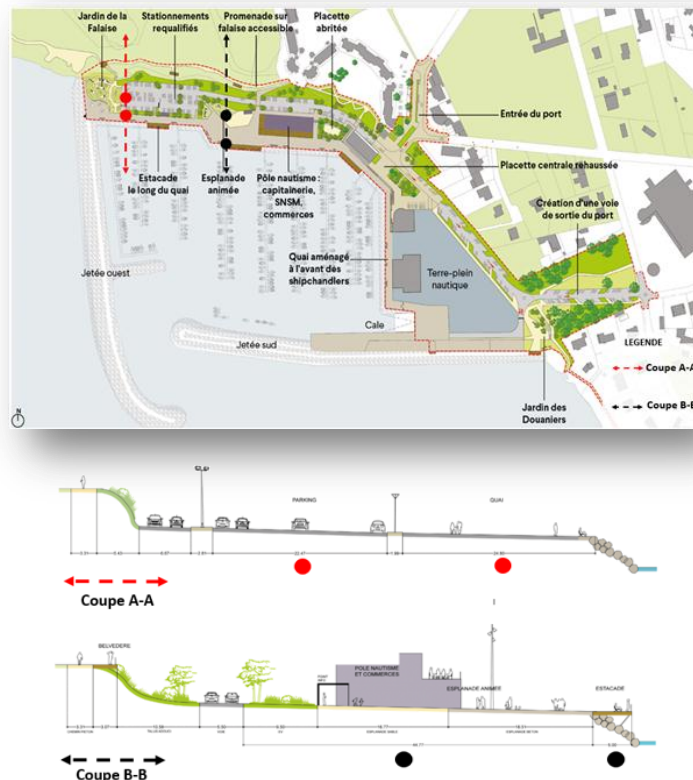 Jardin de la
Falaise
Stationnements
requalifiés
Promenade sur
falaise accessible
Placette
abritée
Entrée du port
Placette centrale réhaussée
Estacade
le long du quai
Esplanade
animée
Pôle nautisme :
capitainerie,
SNSM,
commerces
Création d'une voie
de sortie du port
Quai aménagé
à l'avant des
shipchandlers
Terre-plein
nautique
Jetée ouest
Cale
Jetée sud
LEGENDE
Coupe A-A
Coupe B-B
Jardin des
Douaniers
N
PARKING
QUAI
Coupe A-A
BELVEDERE
POLE NAUTISME
ET COMMERCES
ESPLANADE ANIMEE
ESTACADE
Coupe B-B